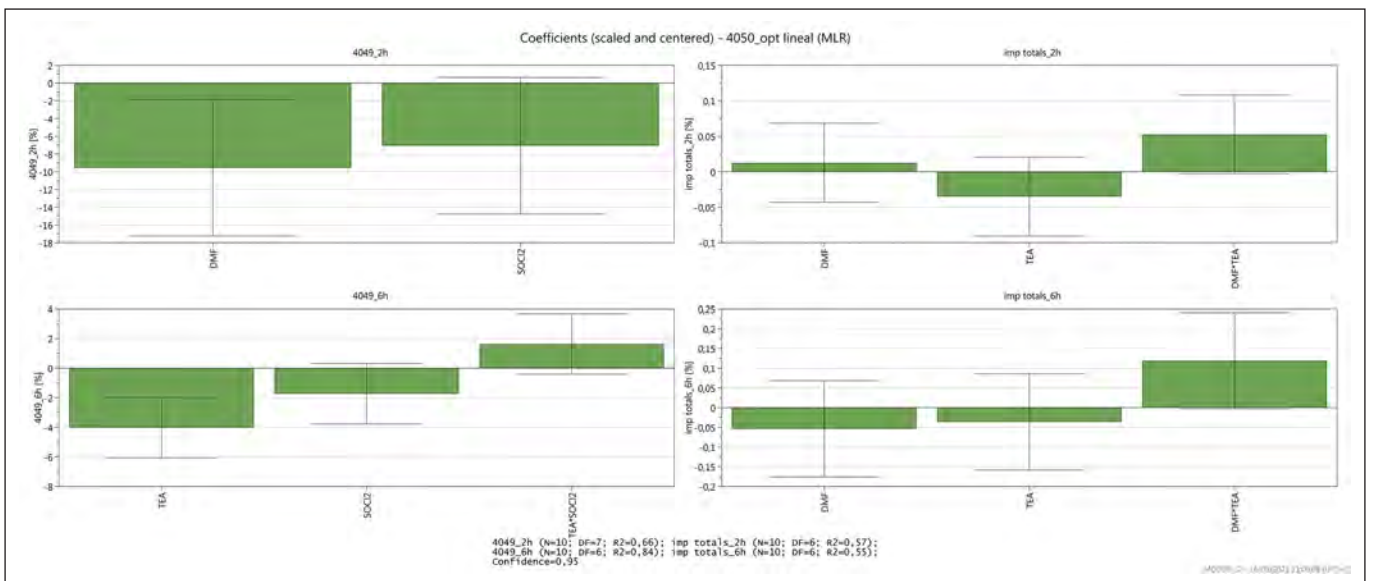 Coefficients (scaled and centered) - 4050_opt lineal (MLR)
4049_2h
4049_2h [%]
2
0
-2
-4
-6
-8
-10
-12
-14
-16
-18
DMF
SOCl2
imp totals_2h
imp totals_2h [%]
0,15
0,1
0,05
0
-0,05
-0,1
DMF
TEA
DMF*TEA
4049_6h
4049_6h [%]
4
2
0
-2
-4
-6
-8
TEA
SOCl2
TEA*SOCl2
imp totals_6h
imp totals_6h [%]
0,25
0,2
0,15
0,1
0,05
0
-0,05
-0,1
-0,15
-0,2
DMF
TEA
DMF*TEA
4049_2h (N=10; DF=7; R2=0,66); imp totals_2h (N=10; DF=6; R2=0,57);
4049_6h (N=10; DF=6; R2=0,84); imp totals_6h (N=10; DF=6; R2=0,55);
Confidence=0,95